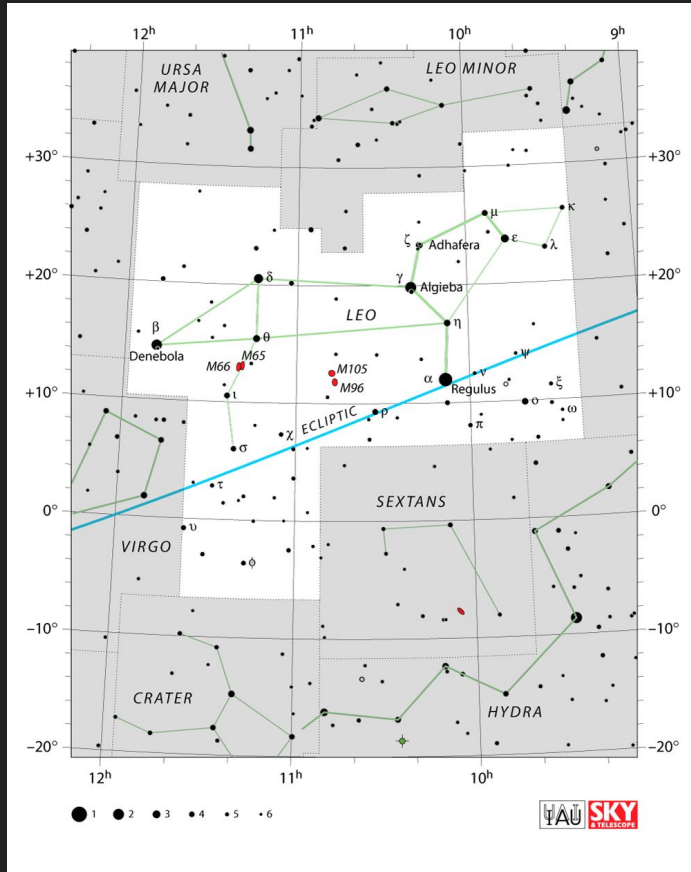 12h 11h 10h 9h
URSA
MAJOR
LEO MINOR
+30° +30°
μ κ
ζ Adhafera ε λ
+20° +20°
δ γ Algieba
LEO
β η
Denebola θ
M66 M65
M105
M96
ψ
α Regulus ν
+10° +10°
ι ξ
ECLIPTIC ρ ο ω
χ π
σ
τ
0° 0°
SEXTANS
υ
VIRGO
φ
−10° −10°
CRATER
HYDRA
−20° −20°
12h 11h 10h
1 2 3 4 5 6
IAU SKY
& TELESCOPE